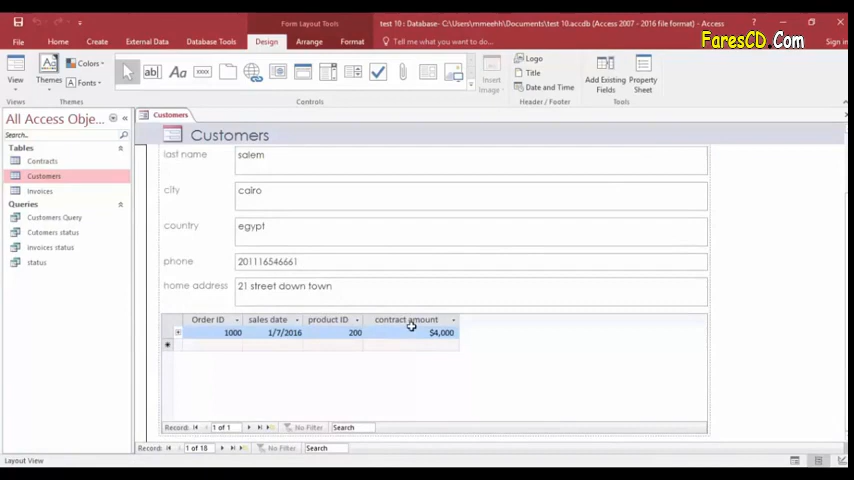 Form Layout Tools
test 10 : Database- C:\Users\mmeehh\Documents\test 10.accdb (Access 2007 - 2016 file format) - Access
FaresCD.Com
File Home Create External Data Database Tools Design Arrange Format Tell me what you want to do... Sign in
View
Themes
Colors
Fonts
Aa
ab
xxxx
Insert
Image
Logo
Title
Date and Time
Add Existing
Fields
Property
Sheet
Views Themes Controls Header / Footer Tools
All Access Obje...
Search...
Tables
Contracts
Customers
Invoices
Queries
Customers Query
Cutomers status
Invoices status
status
Customers
Customers
last name salem
city cairo
country egypt
phone 201116546661
home address 21 street down town
Order ID sales date product ID contract amount
1000 1/7/2016 200 $4,000
Record: 1 of 1 No Filter Search
Record: 1 of 18 No Filter Search
Layout View